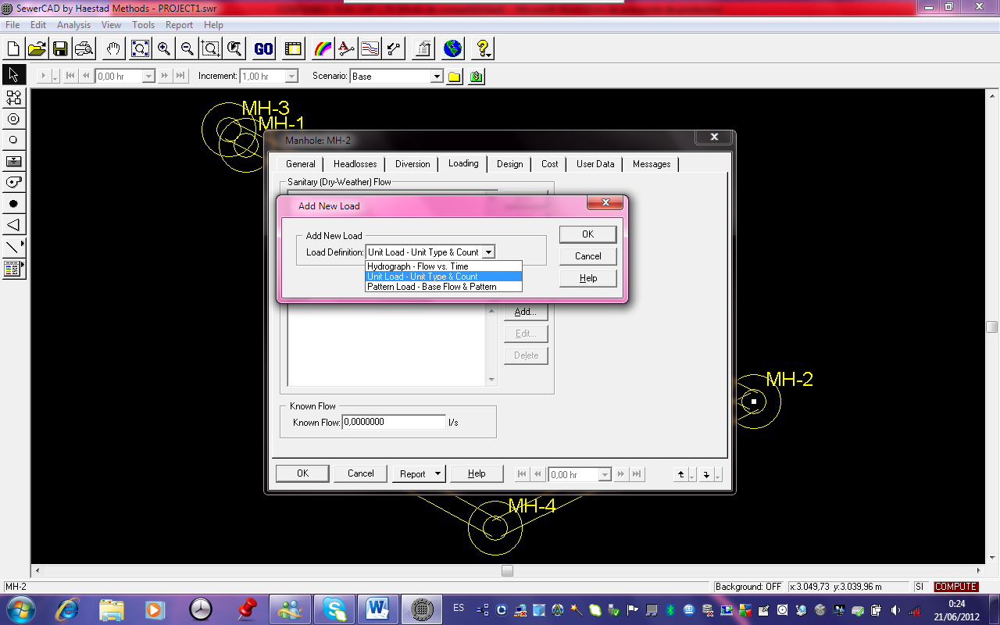 SewerCAD by Haestad Methods - PROJECT1.swr
File Edit Analysis View Tools Report Help
GO
0,00 hr Increment: 1,00 hr Scenario: Base
MH-3
MH-1
Manhole: MH-2
General Headlosses Diversion Loading Design Cost User Data Messages
Sanitary (Dry-Weather) Flow
Add New Load
Add New Load
Load Definition: Unit Load - Unit Type & Count
Hydrograph - Flow vs. Time
Unit Load - Unit Type & Count
Pattern Load - Base Flow & Pattern
OK
Cancel
Help
Add...
Edit...
Delete
MH-2
Known Flow
Known Flow: 0,0000000 l/s
OK Cancel Report Help 0,00 hr
MH-4
MH-2 Background: OFF x:3.049,73 y:3.039,96 m SI COMPUTE
ES
0:24
21/06/2012